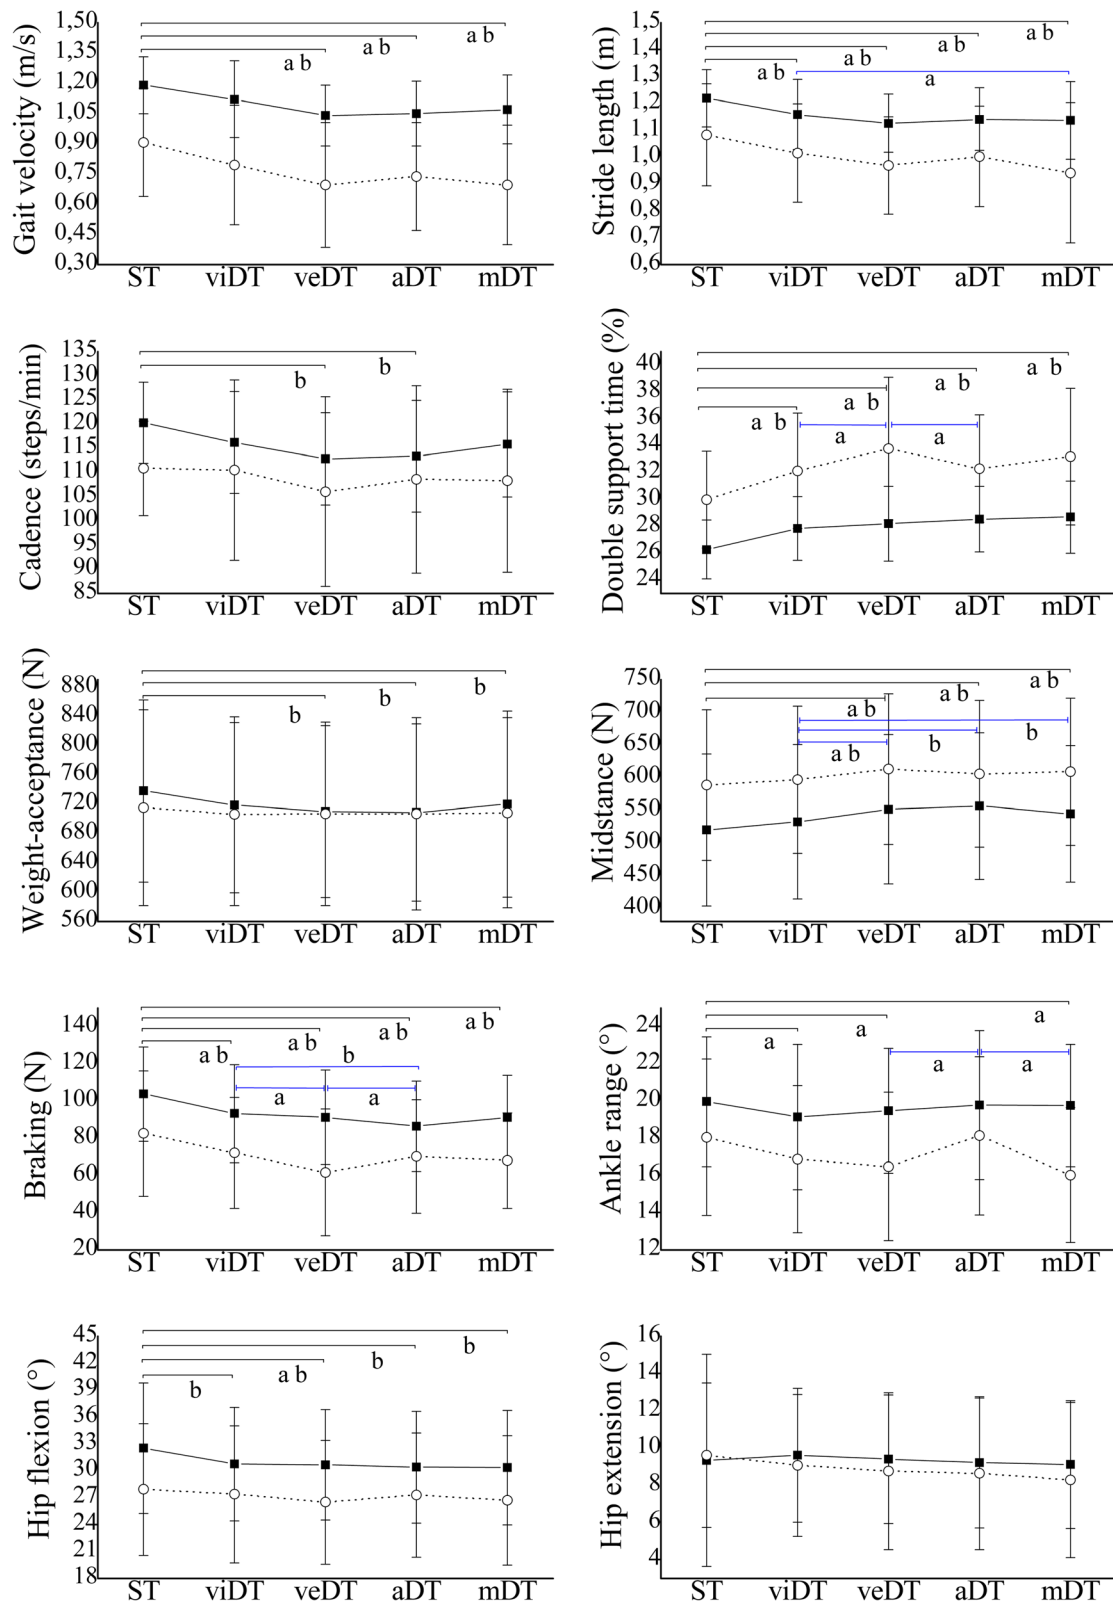 Gait velocity (m/s)
1,50
1,35
1,20
1,05
0,90
0,75
0,60
0,45
0,30
a b
a b
a b
ST viDT veDT aDT mDT
Stride length (m)
1,5
1,4
1,3
1,2
1,1
1,0
0,9
0,8
0,7
0,6
a b
a b
a b
a b
a
ST viDT veDT aDT mDT
Cadence (steps/min)
135
130
125
120
115
110
105
100
95
90
85
b
b
ST viDT veDT aDT mDT
Double support time (%)
40
38
36
34
32
30
28
26
24
a b
a b
a b
a b
a
a
ST viDT veDT aDT mDT
Weight-acceptance (N)
880
840
800
760
720
680
640
600
560
b
b
b
ST viDT veDT aDT mDT
Midstance (N)
750
700
650
600
550
500
450
400
a b
a b
a b
b
b
a b
ST viDT veDT aDT mDT
Braking (N)
140
120
100
80
60
40
20
a b
a b
a b
a b
b
a
a
ST viDT veDT aDT mDT
Ankle range (°)
24
22
20
18
16
14
12
a
a
a
a
a
ST viDT veDT aDT mDT
Hip flexion (°)
45
42
39
36
33
30
27
24
21
18
b
b
a b
b
ST viDT veDT aDT mDT
Hip extension (°)
16
14
12
10
8
6
4
ST viDT veDT aDT mDT